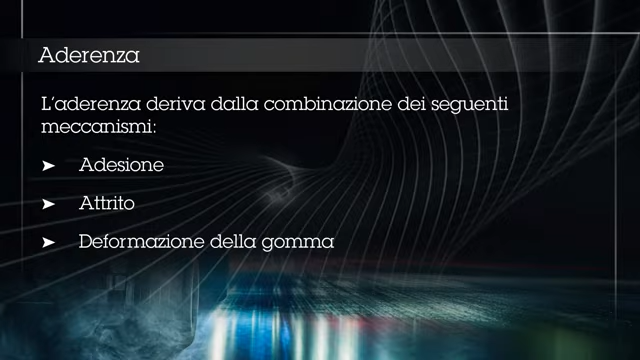 Aderenza
L'aderenza deriva dalla combinazione dei seguenti
meccanismi:
➤ Adesione
➤ Attrito
➤ Deformazione della gomma